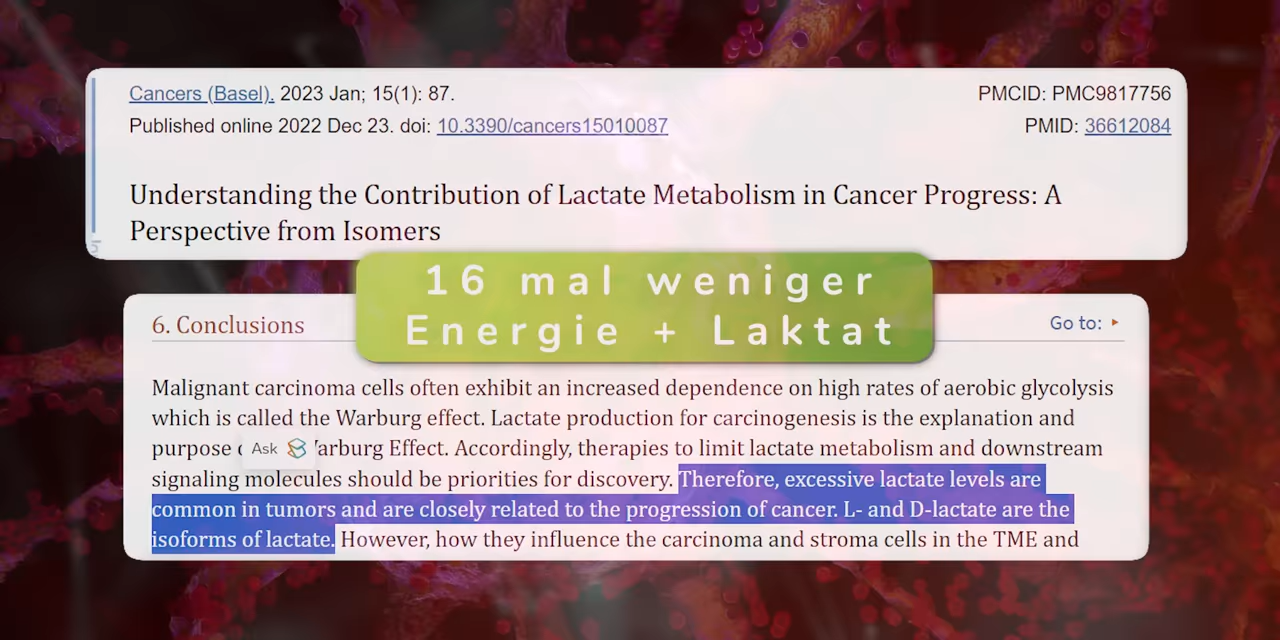 Cancers (Basel). 2023 Jan; 15(1): 87.
PMCID: PMC9817756
Published online 2022 Dec 23. doi: 10.3390/cancers15010087
PMID: 36612084
Understanding the Contribution of Lactate Metabolism in Cancer Progress: A
Perspective from Isomers
16 mal weniger
Energie + Laktat
6. Conclusions
Go to:
Malignant carcinoma cells often exhibit an increased dependence on high rates of aerobic glycolysis
which is called the Warburg effect. Lactate production for carcinogenesis is the explanation and
purpose Ask arburg Effect. Accordingly, therapies to limit lactate metabolism and downstream
signaling molecules should be priorities for discovery. Therefore, excessive lactate levels are
common in tumors and are closely related to the progression of cancer. L- and D-lactate are the
isoforms of lactate. However, how they influence the carcinoma and stroma cells in the TME and